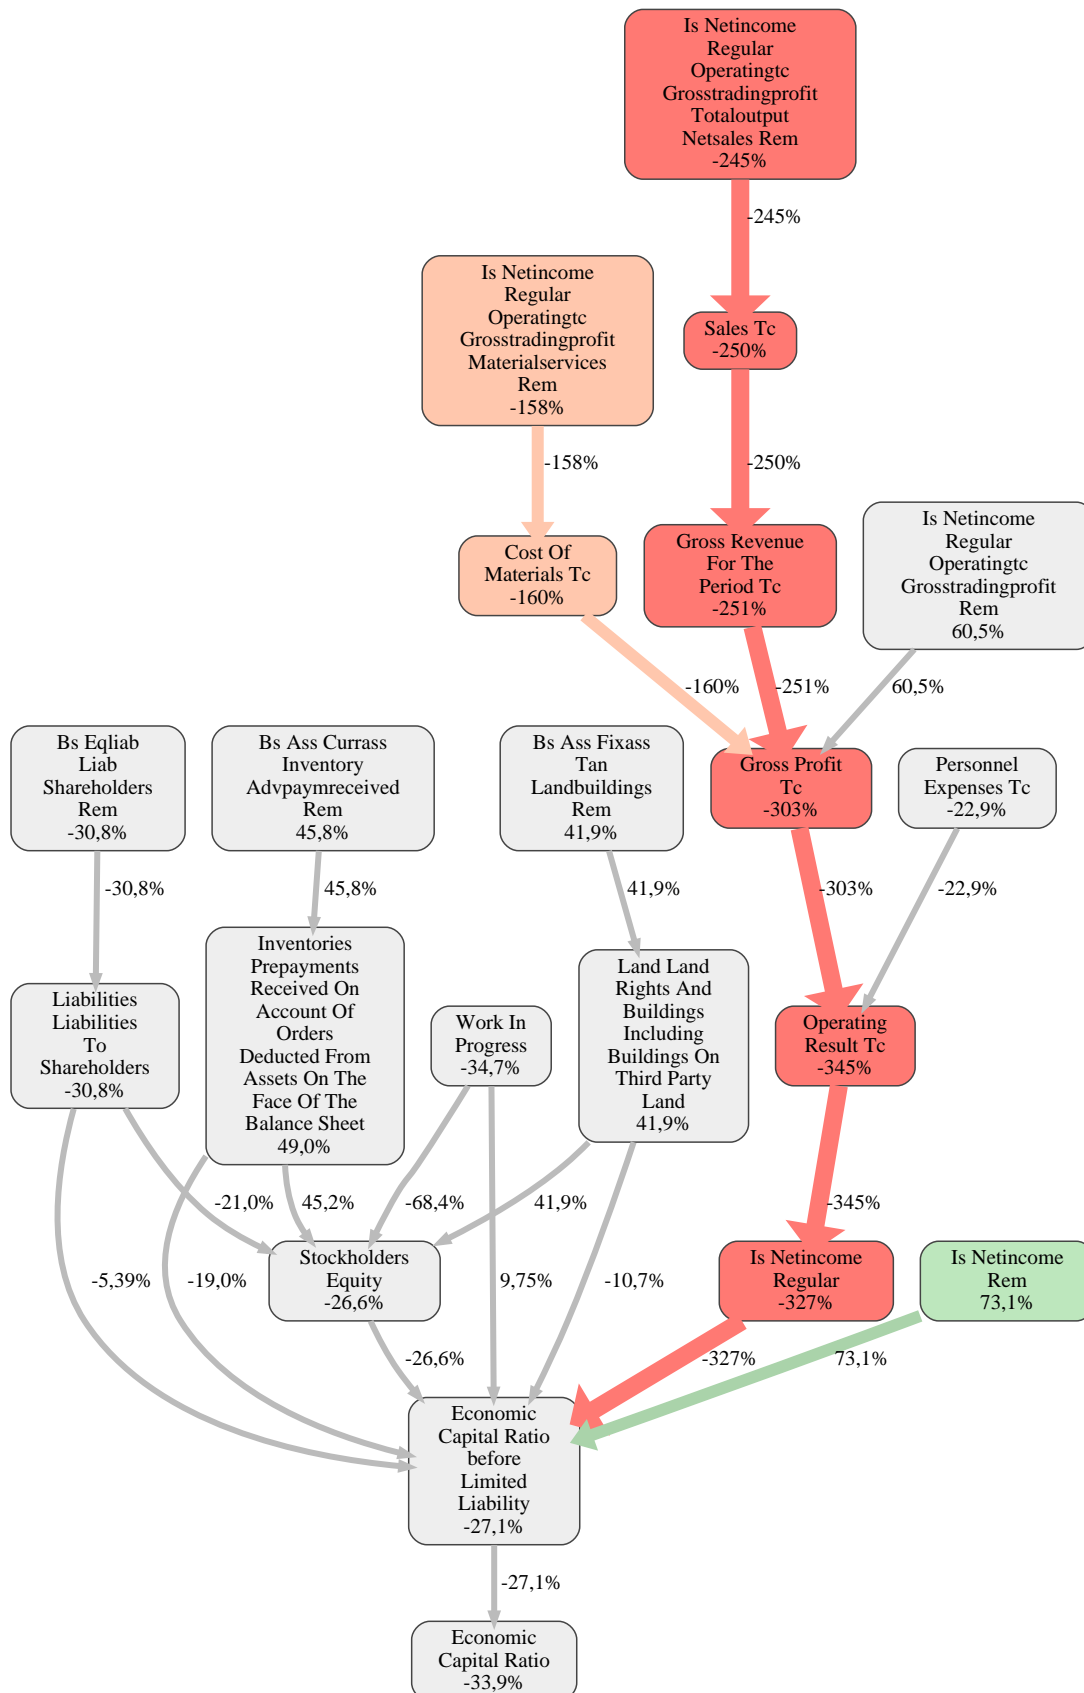 Is Netincome
Regular
Operatingtc
Grosstradingprofit
Totaloutput
Netsales Rem
-245%
-245%
Is Netincome
Regular
Operatingtc
Grosstradingprofit
Materialservices
Rem
-158%
Sales Tc
-250%
-158%
-250%
Is Netincome
Regular
Operatingtc
Grosstradingprofit
Rem
60,5%
Cost Of
Materials Tc
-160%
Gross Revenue
For The
Period Tc
-251%
-160%
-251%
60,5%
Bs Eqliab
Liab
Shareholders
Rem
-30,8%
Bs Ass Currass
Inventory
Advpaymreceived
Rem
45,8%
Bs Ass Fixass
Tan
Landbuildings
Rem
41,9%
Gross Profit
Tc
-303%
Personnel
Expenses Tc
-22,9%
-30,8%
45,8%
41,9%
-303%
-22,9%
Liabilities
Liabilities
To
Shareholders
-30,8%
Inventories
Prepayments
Received On
Account Of
Orders
Deducted From
Assets On The
Face Of The
Balance Sheet
49,0%
Work In
Progress
-34,7%
Land Land
Rights And
Buildings
Including
Buildings On
Third Party
Land
41,9%
Operating
Result Tc
-345%
-21,0%
45,2%
-68,4%
41,9%
-345%
Stockholders
Equity
-26,6%
Is Netincome
Regular
-327%
Is Netincome
Rem
73,1%
-5,39%
-19,0%
9,75%
-10,7%
-26,6%
-327%
73,1%
Economic
Capital Ratio
before
Limited
Liability
-27,1%
-27,1%
Economic
Capital Ratio
-33,9%